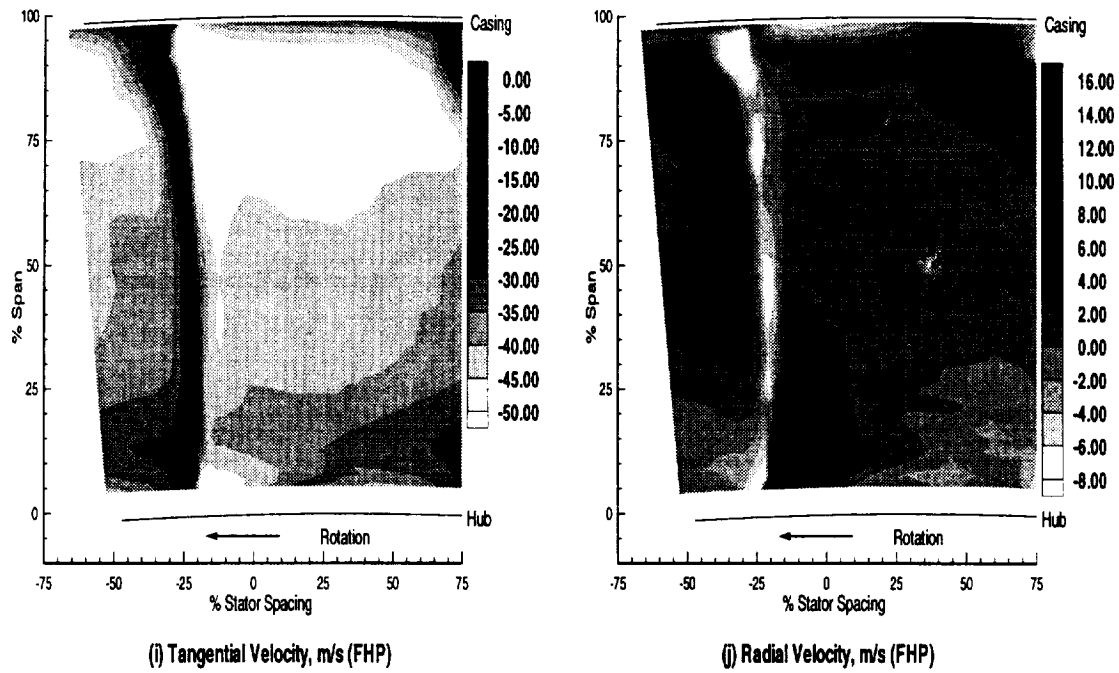 100
75
50
25
0
% Span
Casing
0.00
-5.00
-10.00
-15.00
-20.00
-25.00
-30.00
-35.00
-40.00
-45.00
-50.00
Hub
Rotation
-75 -50 -25 0 25 50 75
% Stator Spacing
(i) Tangential Velocity, m/s (FHP)
100
75
50
25
0
% Span
Casing
16.00
14.00
12.00
10.00
8.00
6.00
4.00
2.00
0.00
-2.00
-4.00
-6.00
-8.00
Hub
Rotation
-75 -50 -25 0 25 50 75
% Stator Spacing
(j) Radial Velocity, m/s (FHP)